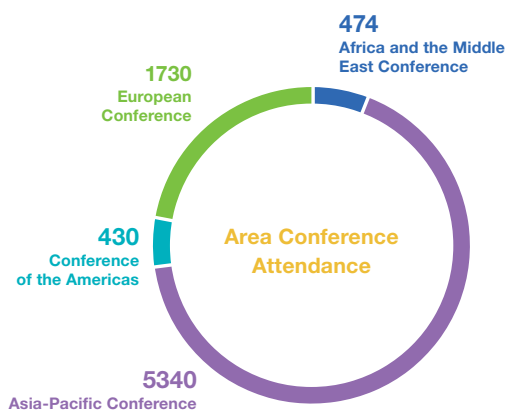 474
Africa and the Middle
East Conference
1730
European
Conference
430
Conference
of the Americas
Area Conference
Attendance
5340
Asia-Pacific Conference